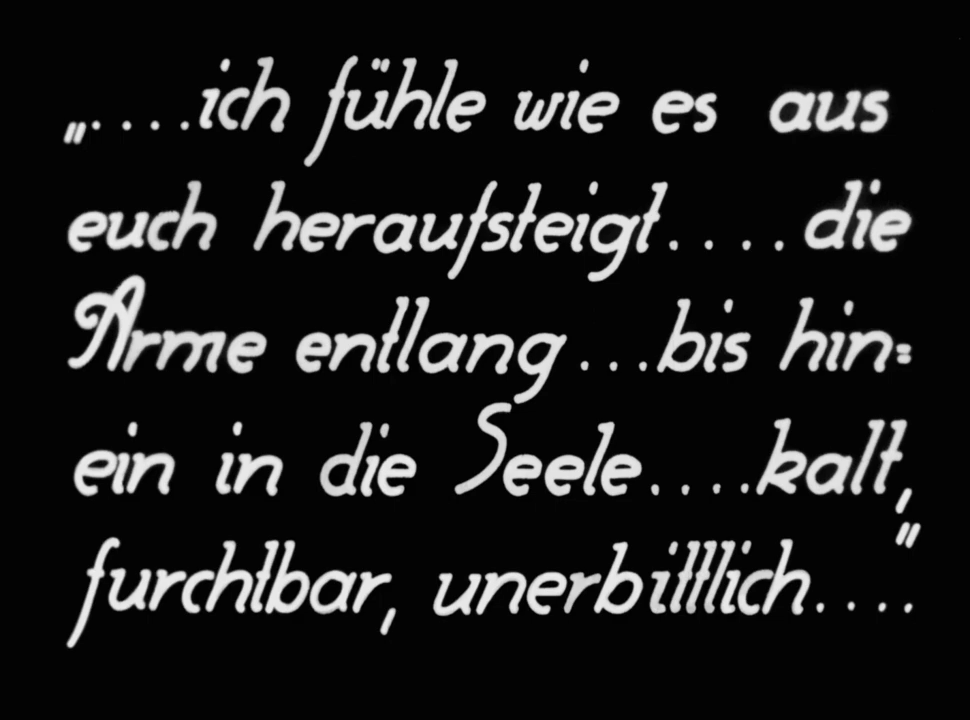 „....ich fühle wie es aus
euch heraufsteigt....die
Arme entlang...bis hin=
ein in die Seele....kalt,
furchtbar, unerbittlich...."